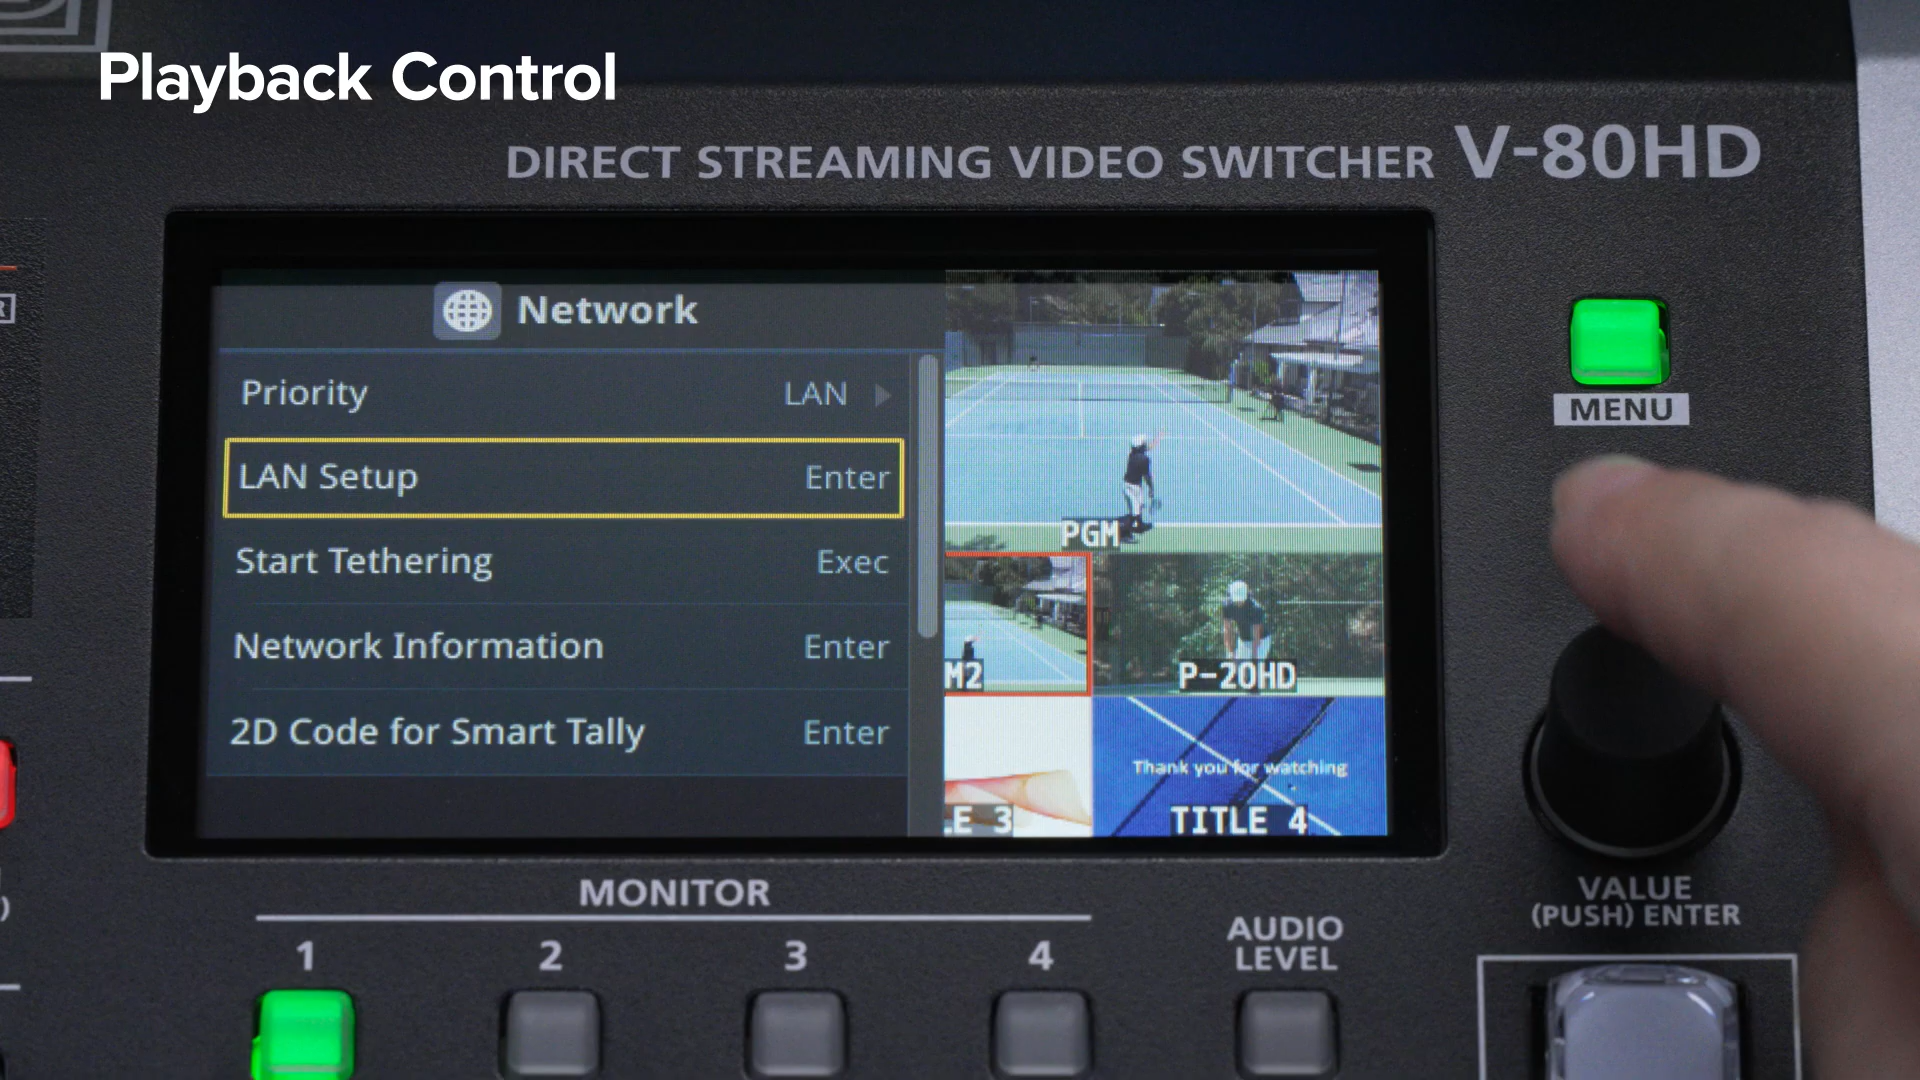 Playback Control
DIRECT STREAMING VIDEO SWITCHER V-80HD
Network
Priority LAN
LAN Setup Enter
Start Tethering Exec
Network Information Enter
2D Code for Smart Tally Enter
PGM
M2
P-20HD
Thank you for watching
LE 3
TITLE 4
MENU
VALUE
(PUSH) ENTER
MONITOR
1 2 3 4
AUDIO
LEVEL